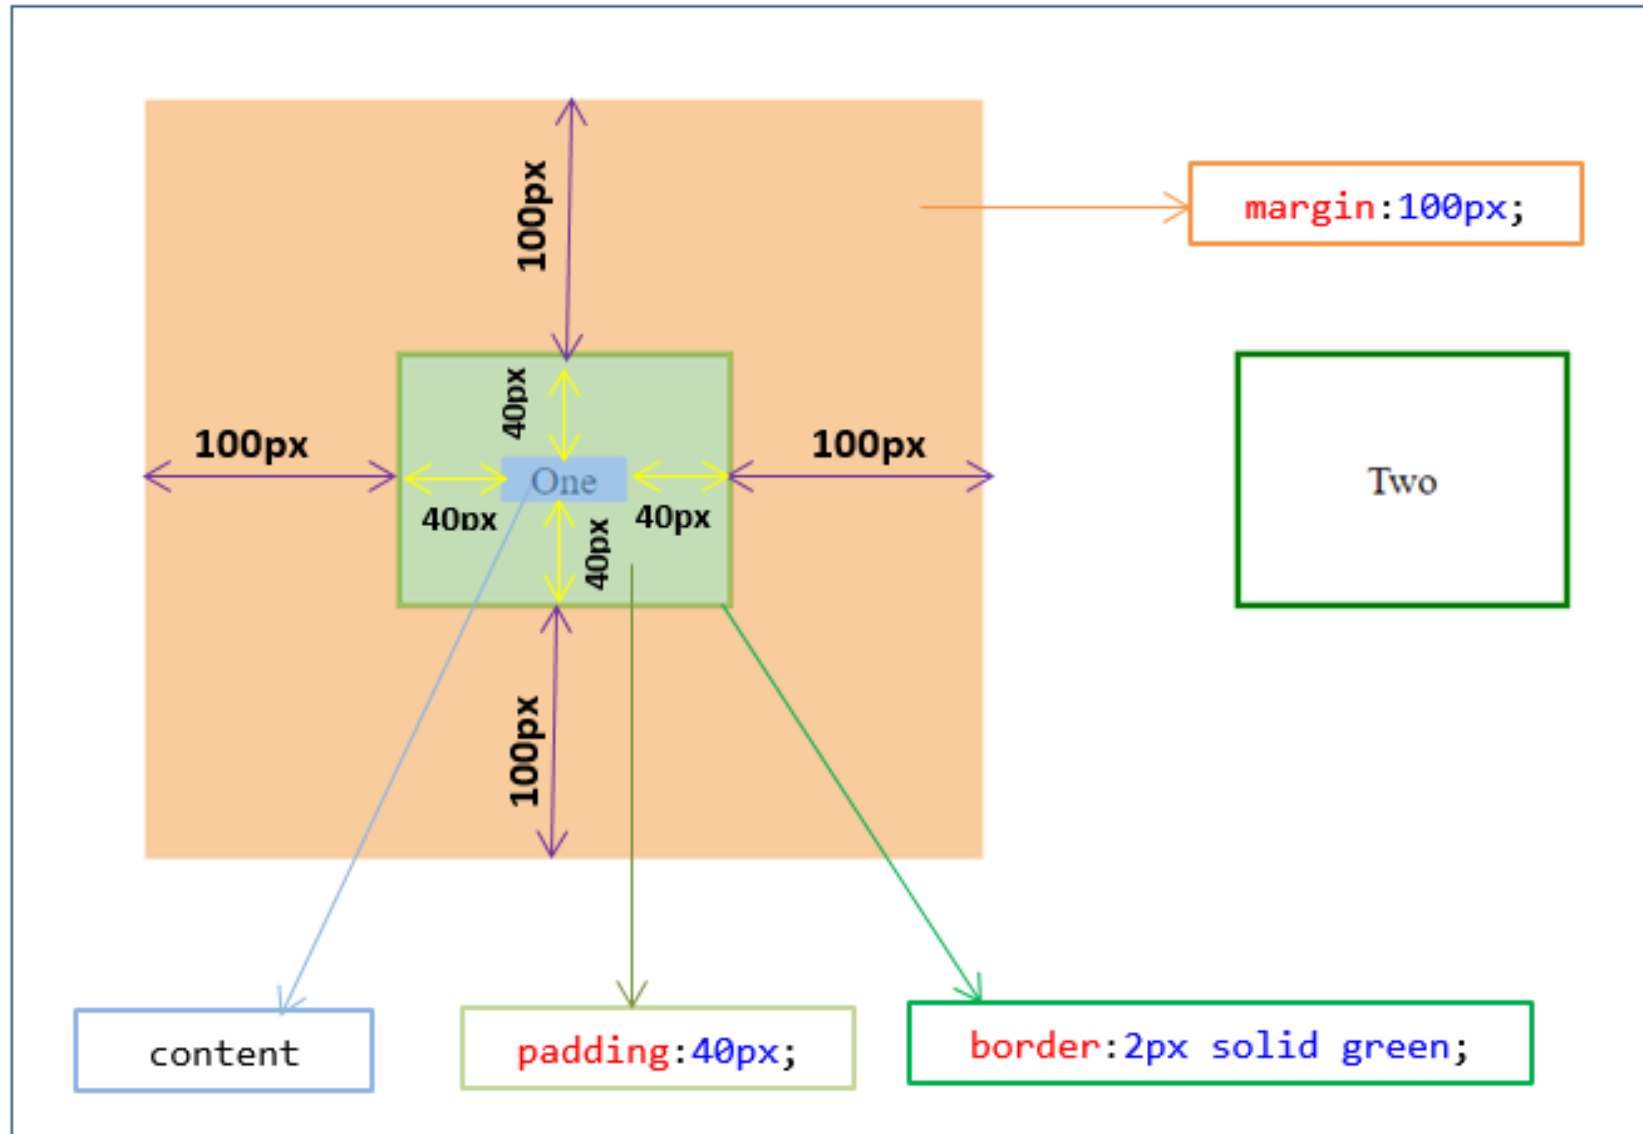 100px
margin:100px;
40px
100px
100px
One
Two
40px
40px
40px
100px
content
padding:40px;
border:2px solid green;